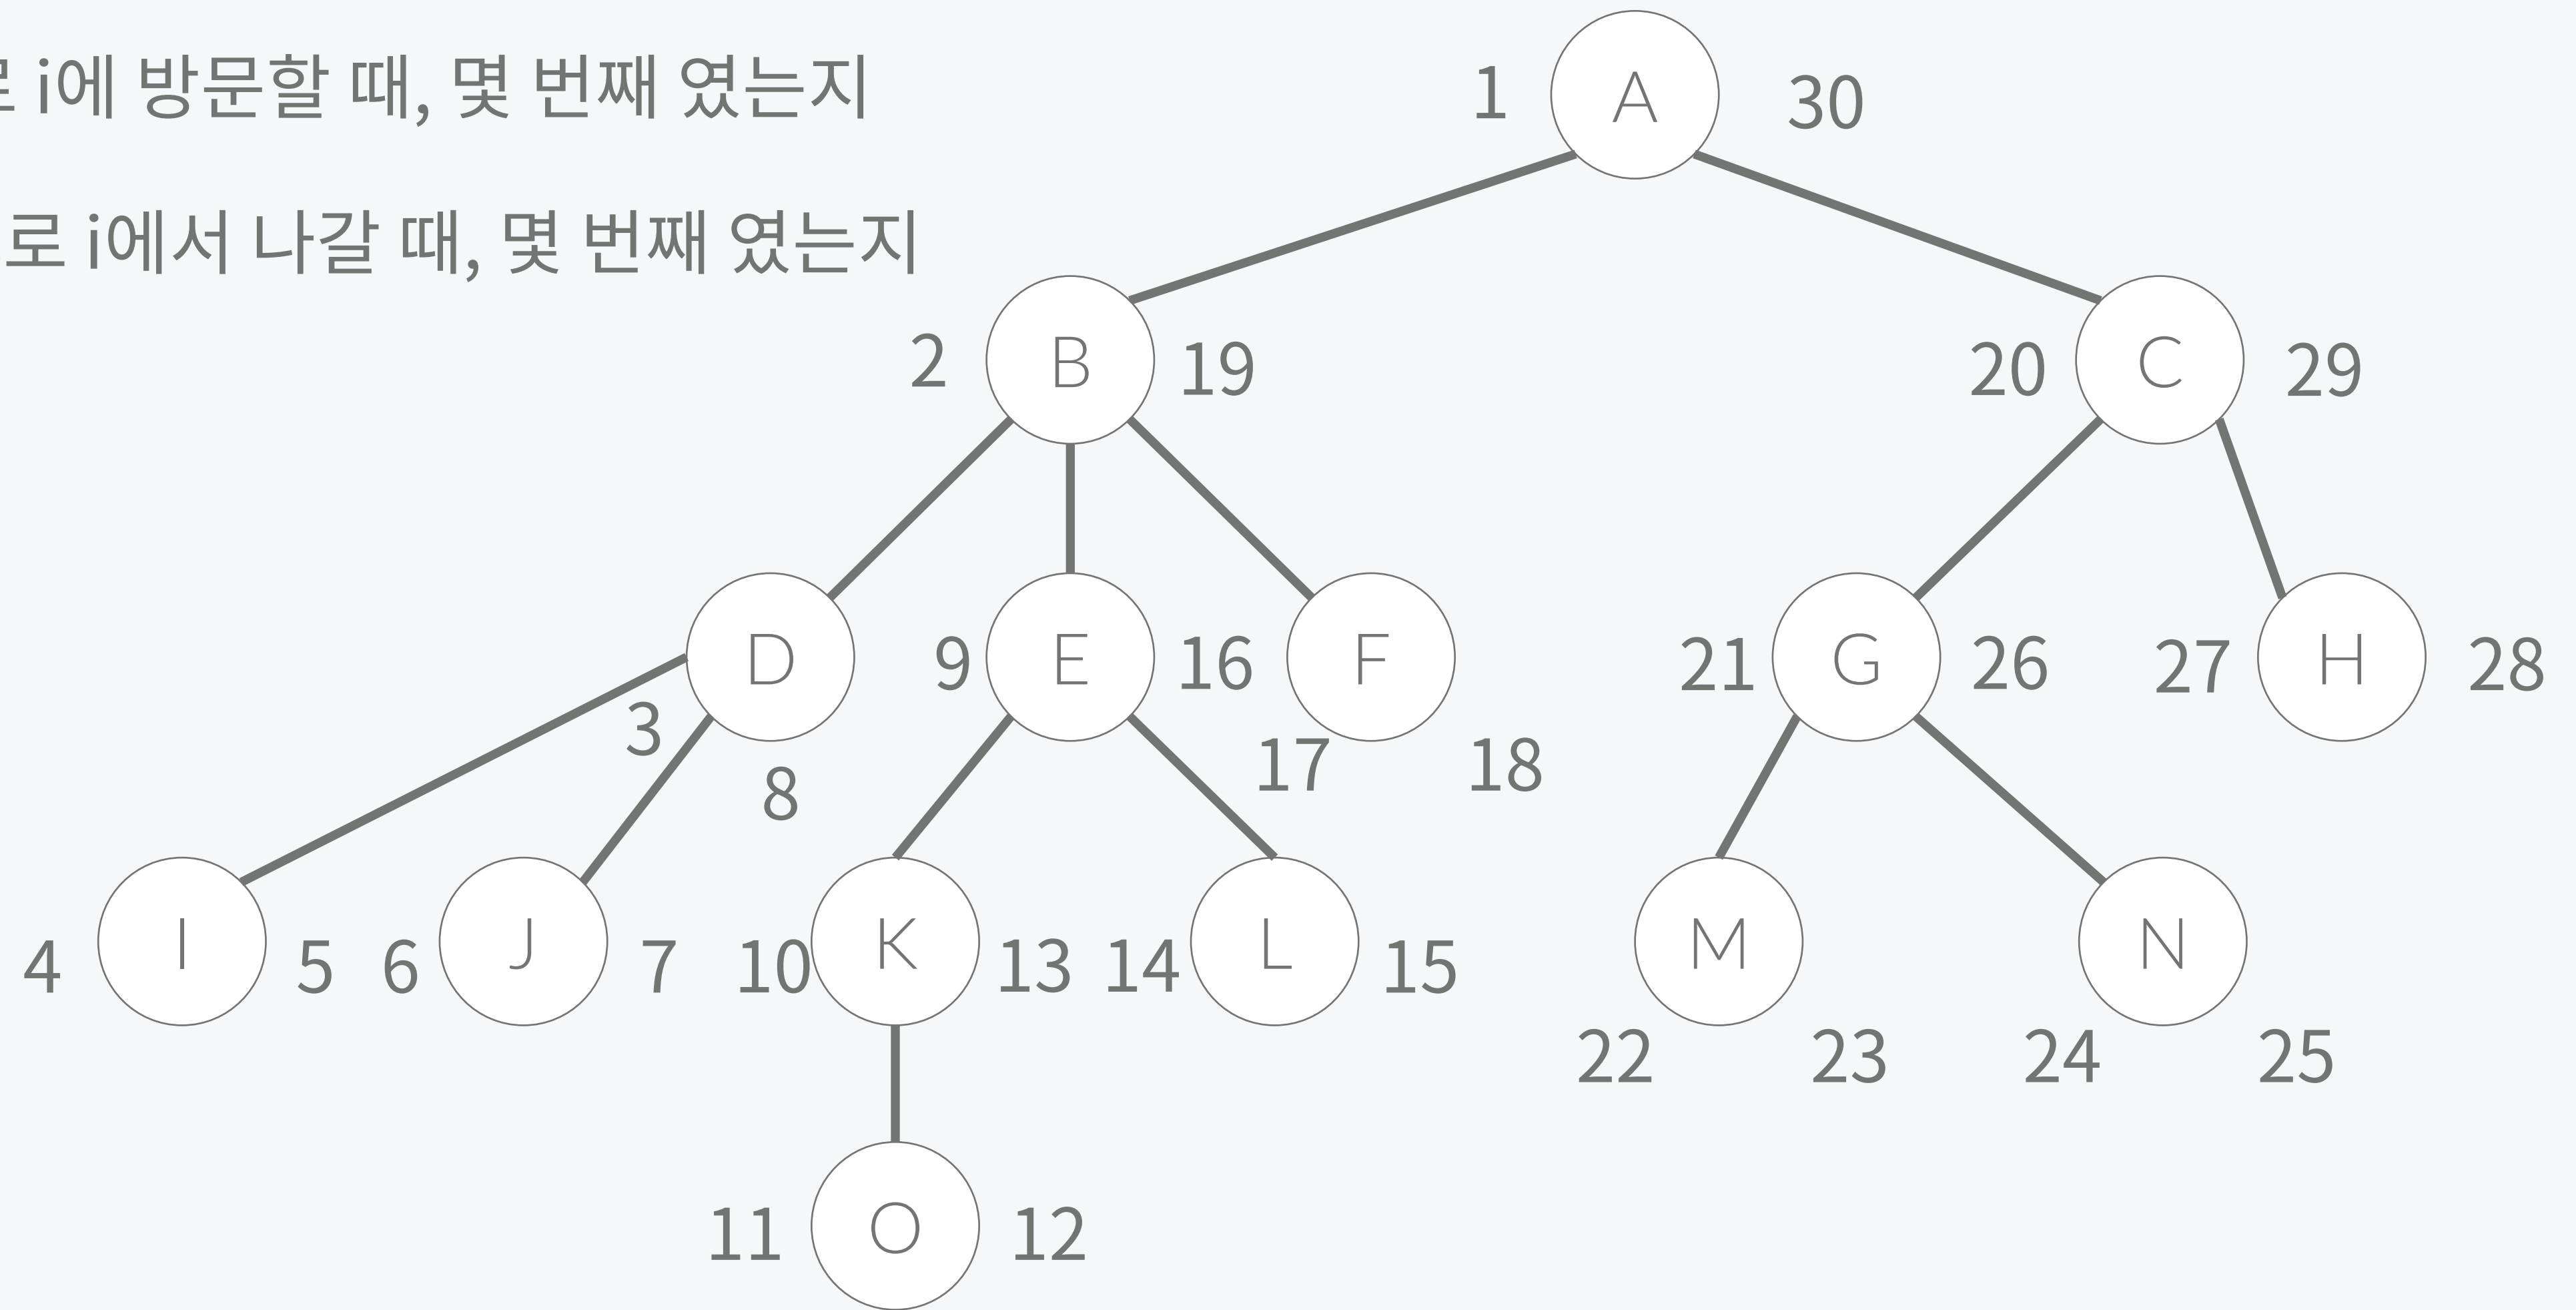 로 i에 방문할 때, 몇 번째 였는지
로 i에서 나갈 때, 몇 번째 였는지
1 A 30
2 B 19
20 C 29
3 D 8
9 E 16
17 F 18
21 G 26
27 H 28
4 I 5
6 J 7
10 K 13
14 L 15
22 M 23
24 N 25
11 O 12